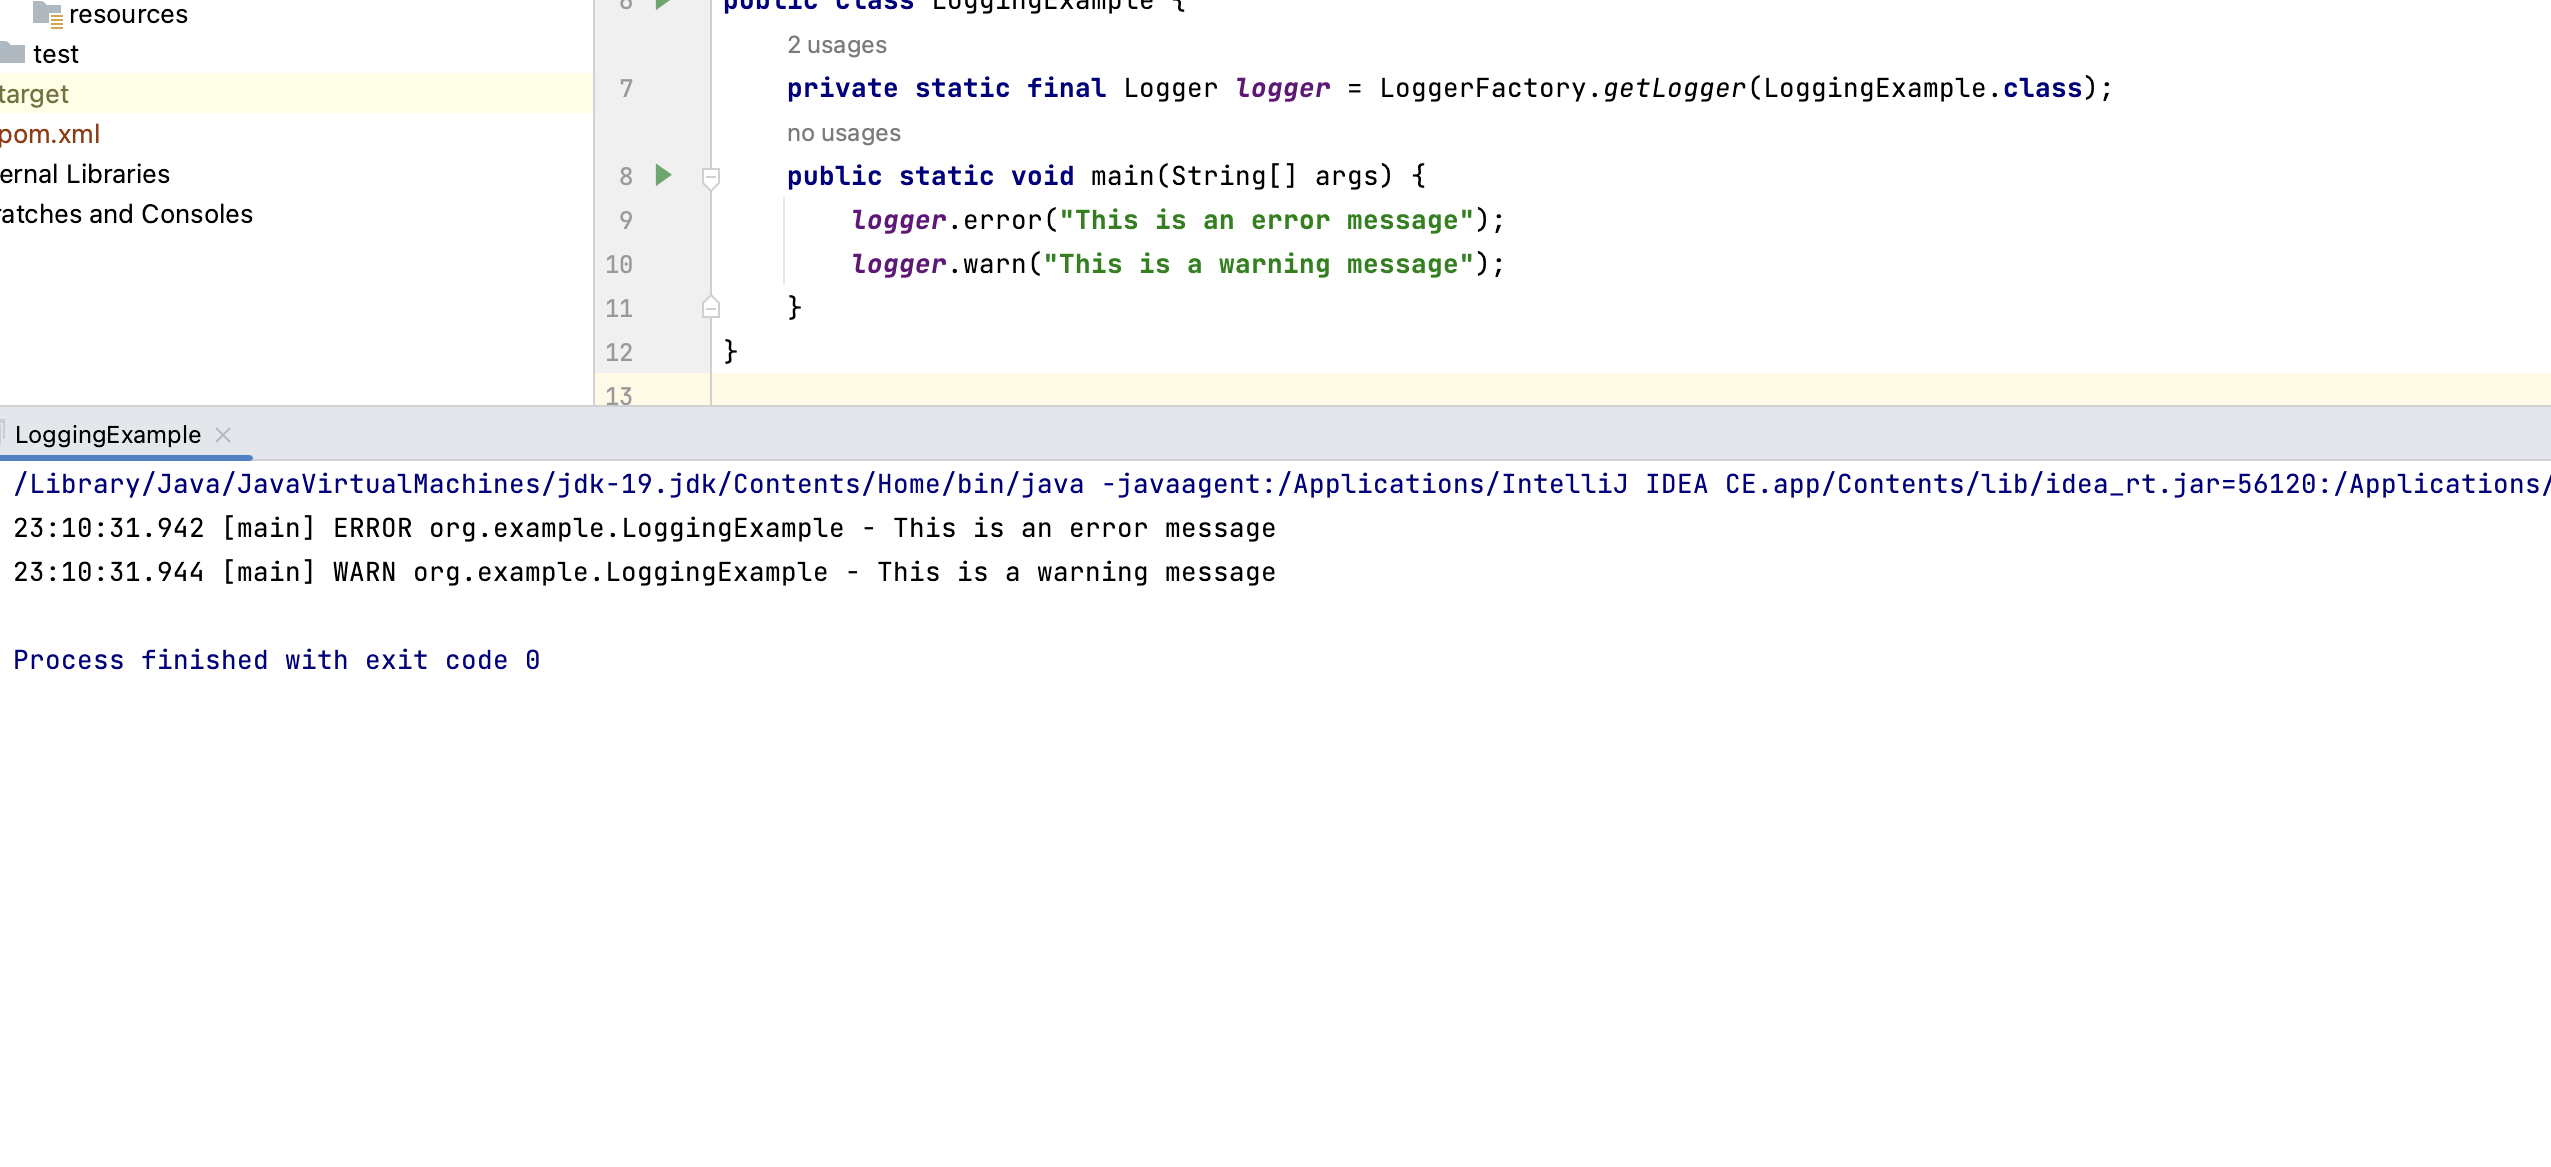 resources
test
target
pom.xml
ernal Libraries
ratches and Consoles
6 public class LoggingExample {
2 usages
7 private static final Logger logger = LoggerFactory.getLogger(LoggingExample.class);
no usages
8 public static void main(String[] args) {
9 logger.error("This is an error message");
10 logger.warn("This is a warning message");
11 }
12 }
13
LoggingExample
/Library/Java/JavaVirtualMachines/jdk-19.jdk/Contents/Home/bin/java -javaagent:/Applications/IntelliJ IDEA CE.app/Contents/lib/idea_rt.jar=56120:/Applications/
23:10:31.942 [main] ERROR org.example.LoggingExample - This is an error message
23:10:31.944 [main] WARN org.example.LoggingExample - This is a warning message
Process finished with exit code 0